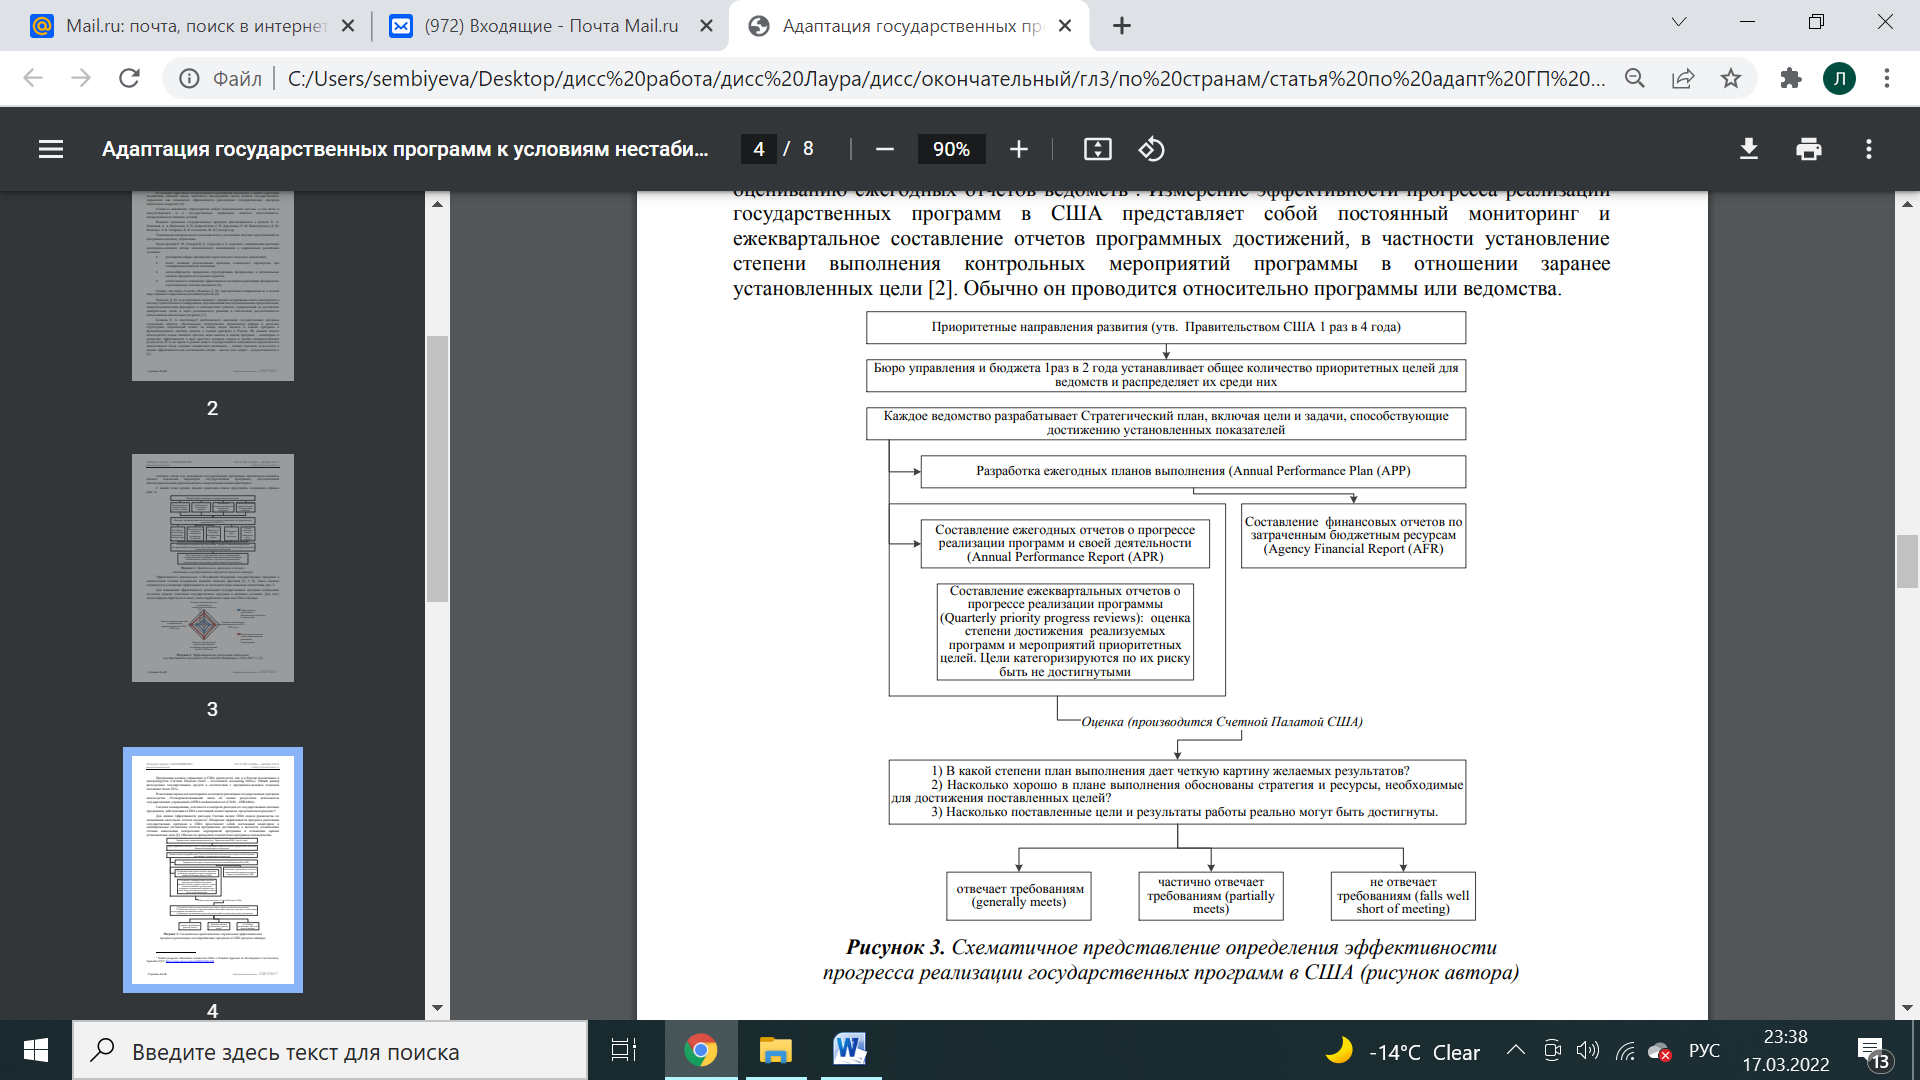 Mail.ru: почта, поиск в интернет
(972) Входящие - Почта Mail.ru
Адаптация государственных пр
Файл
C:/Users/sembiyeva/Desktop/дисс%20работа/дисс%20Лаура/дисс/окончательный/гл3/по%20странам/статья%20по%20адапт%20ГП%20...
Л
Адаптация государственных программ к условиям нестаби...
4 / 8
90%
2
3
4
оцениванию ежегодных отчетов ведомств . Измерение эффективности прогресса реализации
государственных программ в США представляет собой постоянный мониторинг и
ежеквартальное составление отчетов программных достижений, в частности установление
степени выполнения контрольных мероприятий программы в отношении заранее
установленных цели [2]. Обычно он проводится относительно программы или ведомства.
Приоритетные направления развития (утв. Правительством США 1 раз в 4 года)
Бюро управления и бюджета 1раз в 2 года устанавливает общее количество приоритетных целей для
ведомств и распределяет их среди них
Каждое ведомство разрабатывает Стратегический план, включая цели и задачи, способствующие
достижению установленных показателей
Разработка ежегодных планов выполнения (Annual Performance Plan (APP)
Составление ежегодных отчетов о прогрессе
реализации программ и своей деятельности
(Annual Performance Report (APR)
Составление финансовых отчетов по
затраченным бюджетным ресурсам
(Agency Financial Report (AFR)
Составление ежеквартальных отчетов о
прогрессе реализации программы
(Quarterly priority progress reviews): оценка
степени достижения реализуемых
программ и мероприятий приоритетных
целей. Цели категоризируются по их риску
быть не достигнутыми
Оценка (производится Счетной Палатой США)
1) В какой степени план выполнения дает четкую картину желаемых результатов?
2) Насколько хорошо в плане выполнения обоснованы стратегия и ресурсы, необходимые
для достижения поставленных целей?
3) Насколько поставленные цели и результаты работы реально могут быть достигнуты.
отвечает требованиям
(generally meets)
частично отвечает
требованиям (partially
meets)
не отвечает
требованиям (falls well
short of meeting)
Рисунок 3. Схематичное представление определения эффективности
прогресса реализации государственных программ в США (рисунок автора)
Введите здесь текст для поиска
-14°C Clear
РУС
23:38
17.03.2022
13